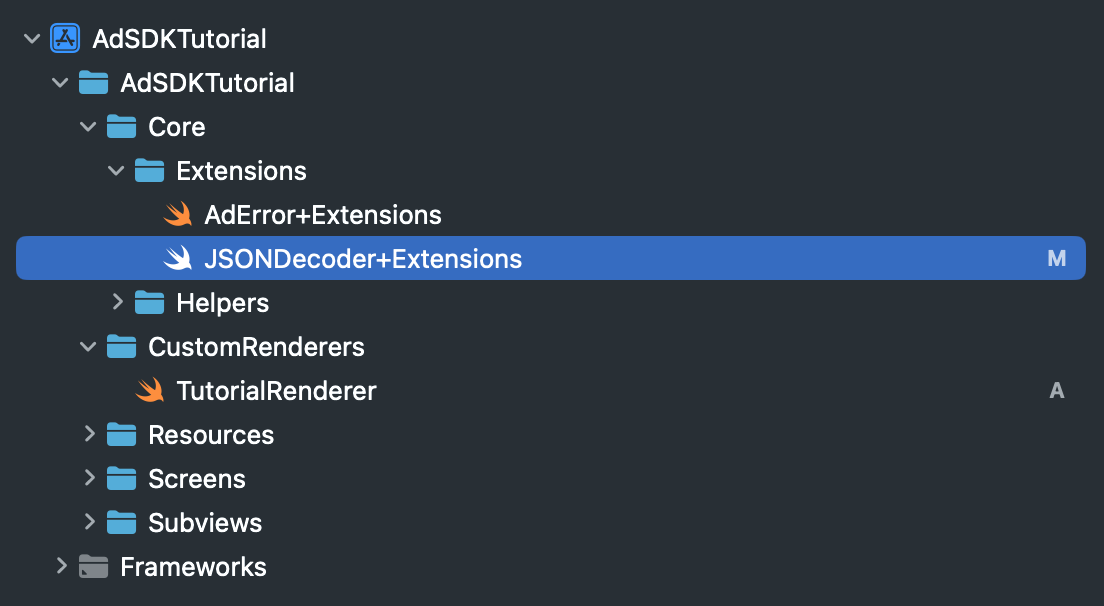 AdSDKTutorial
AdSDKTutorial
Core
Extensions
AdError+Extensions
JSONDecoder+Extensions M
Helpers
CustomRenderers
TutorialRenderer A
Resources
Screens
Subviews
Frameworks